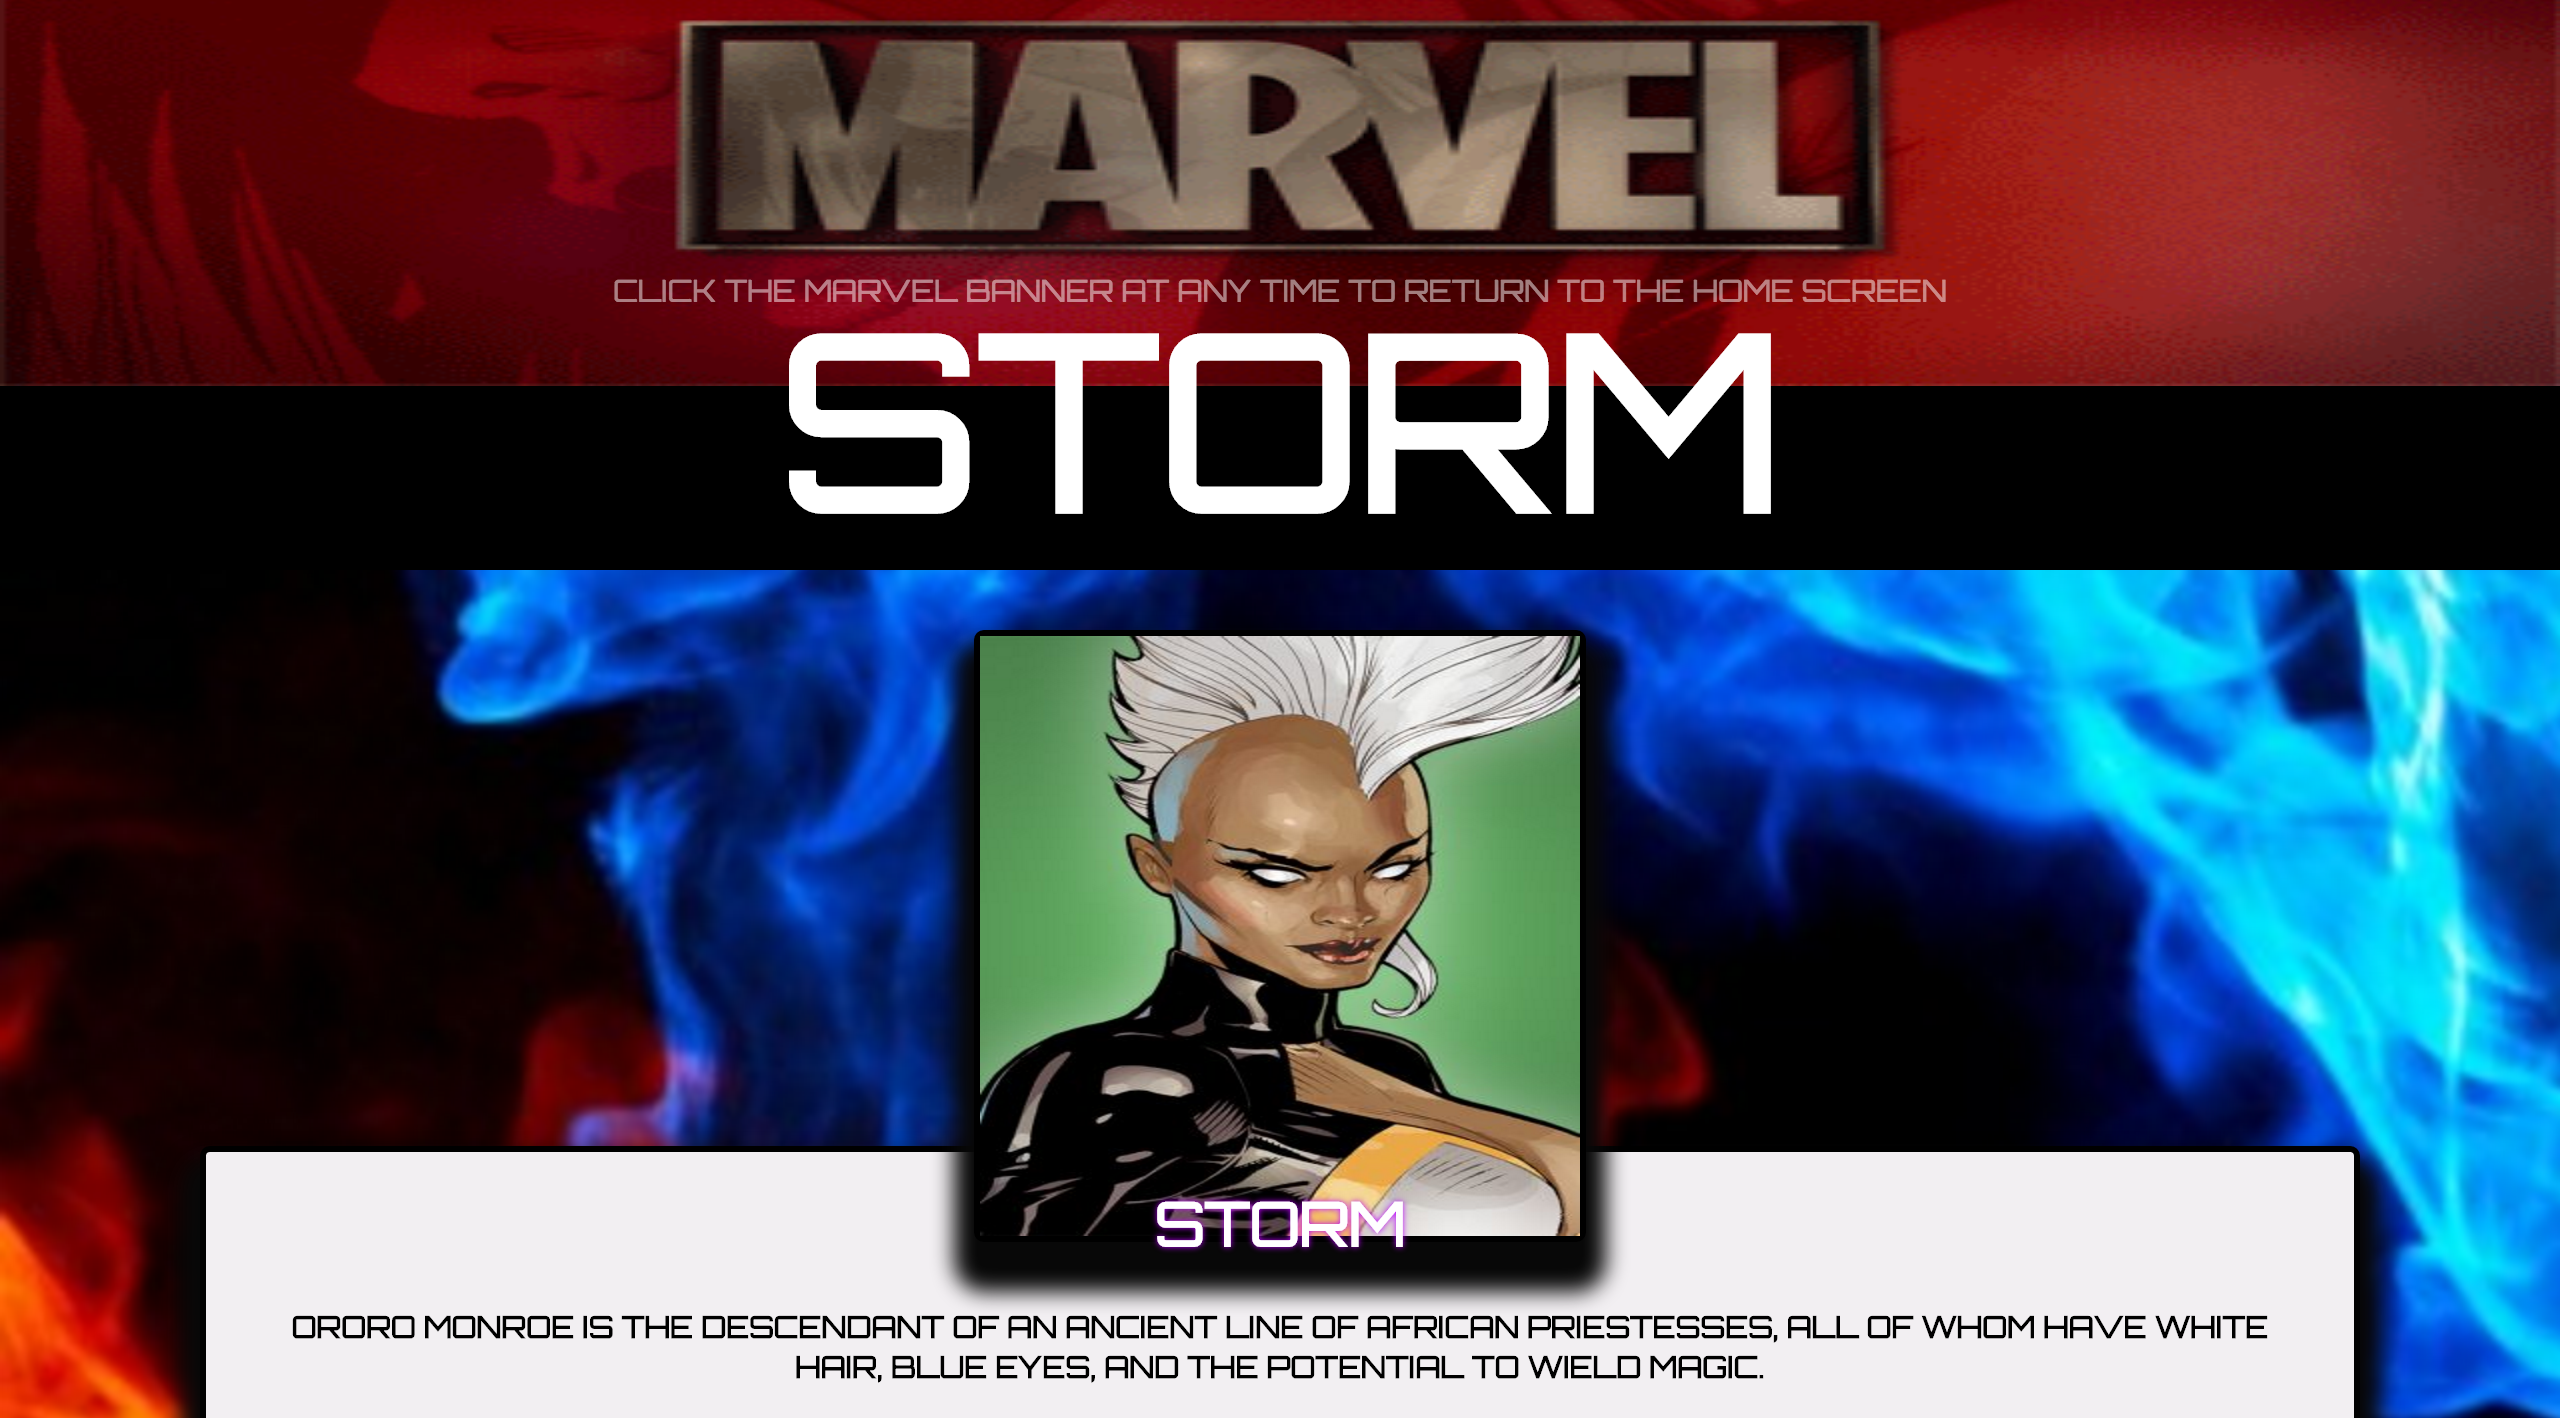 MARVEL
CLICK THE MARVEL BANNER AT ANY TIME TO RETURN TO THE HOME SCREEN
STORM
STORM
ORORO MONROE IS THE DESCENDANT OF AN ANCIENT LINE OF AFRICAN PRIESTESSES, ALL OF WHOM HAVE WHITE
HAIR, BLUE EYES, AND THE POTENTIAL TO WIELD MAGIC.